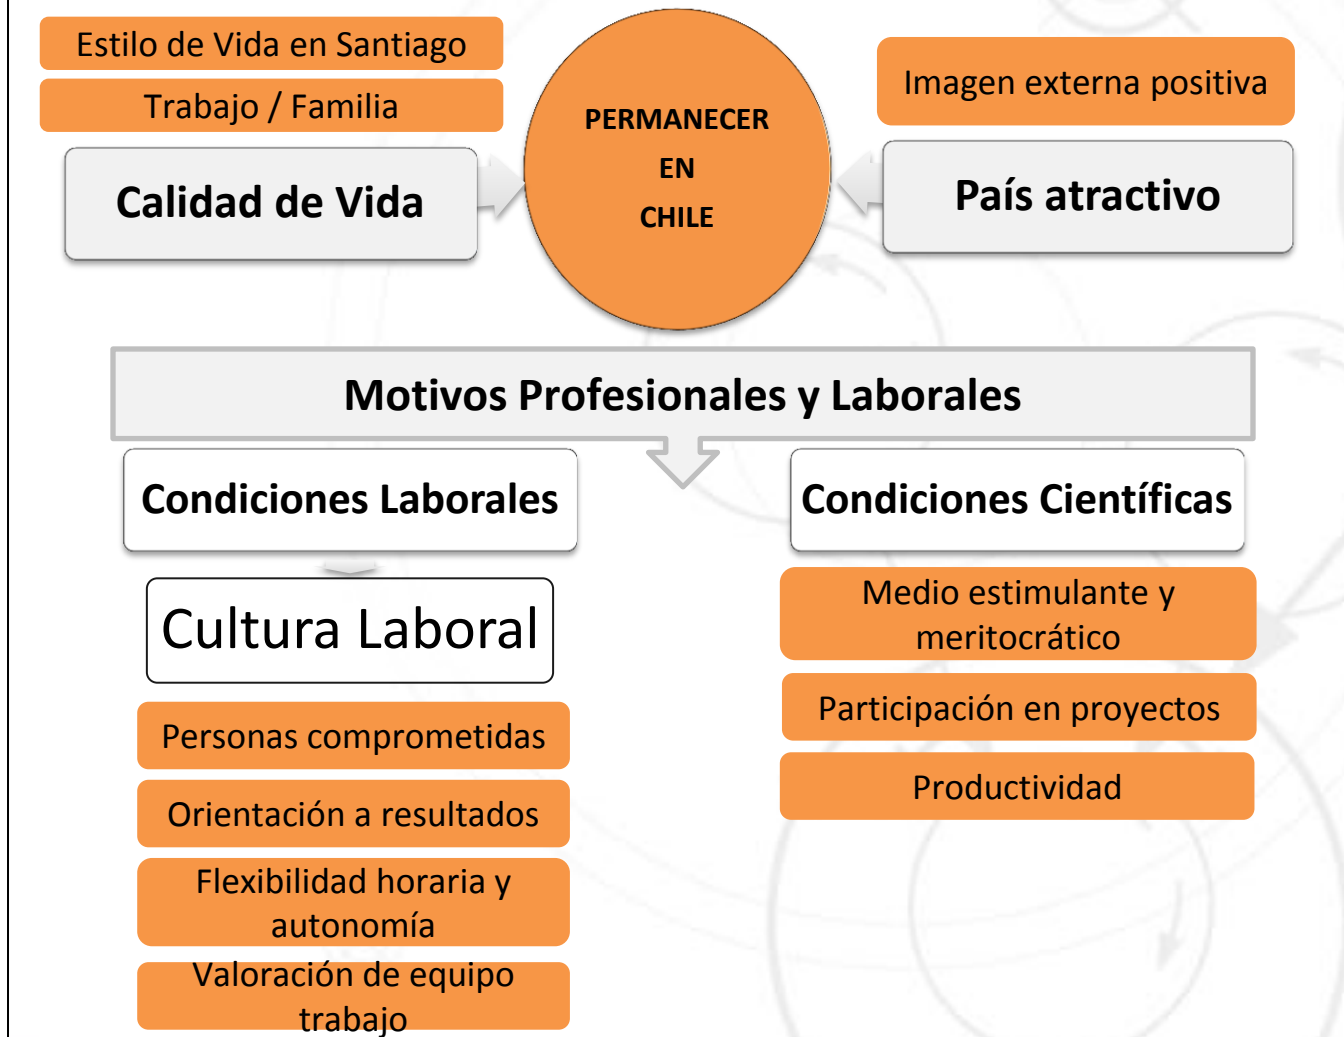 Estilo de Vida en Santiago
Trabajo / Familia
Calidad de Vida
PERMANECER
EN
CHILE
Imagen externa positiva
País atractivo
Motivos Profesionales y Laborales
Condiciones Laborales
Cultura Laboral
Personas comprometidas
Orientación a resultados
Flexibilidad horaria y
autonomía
Valoración de equipo
trabajo
Condiciones Científicas
Medio estimulante y
meritocrático
Participación en proyectos
Productividad